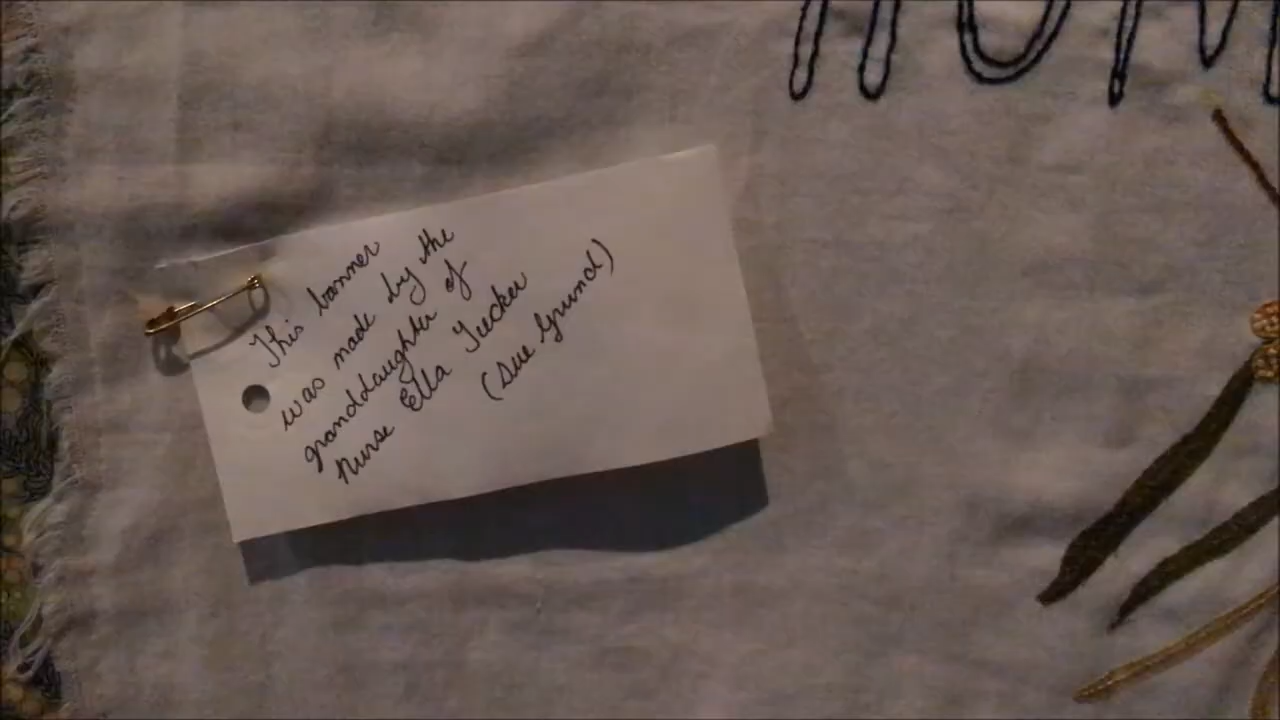 This banner
was made by the
granddaughter of
Nurse Ella Tucker
(Sue Grund)